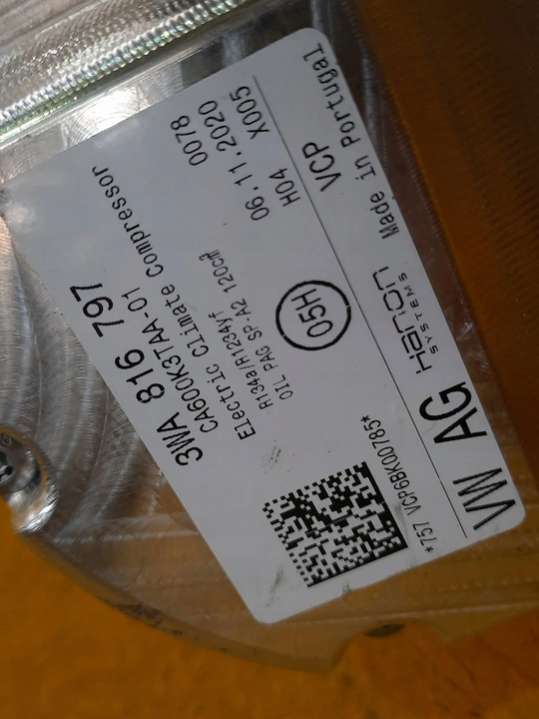 3WA 816 797
CA600K3TAA-01
Electric Climate Compressor
R134a/R1234yf
OIL PAG SP-A2 120cm³
0078
06.11.2020
H04 X005
05H
VCP
Hanon
SYSTEMS
Made in Portugal
VW AG
*757 VCP6BK00785*